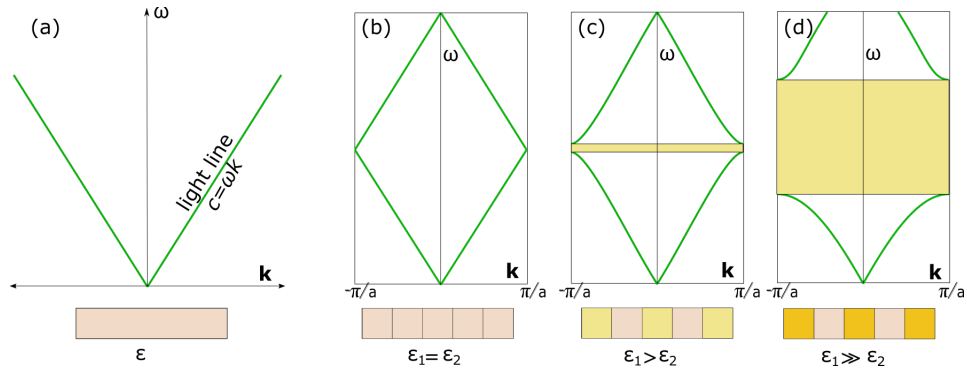 (a)
ω
light line
c=ωk
k
ε
(b)
ω
k
-π/a
π/a
ε₁= ε₂
(c)
ω
k
-π/a
π/a
ε₁> ε₂
(d)
ω
k
-π/a
π/a
ε₁≫ ε₂